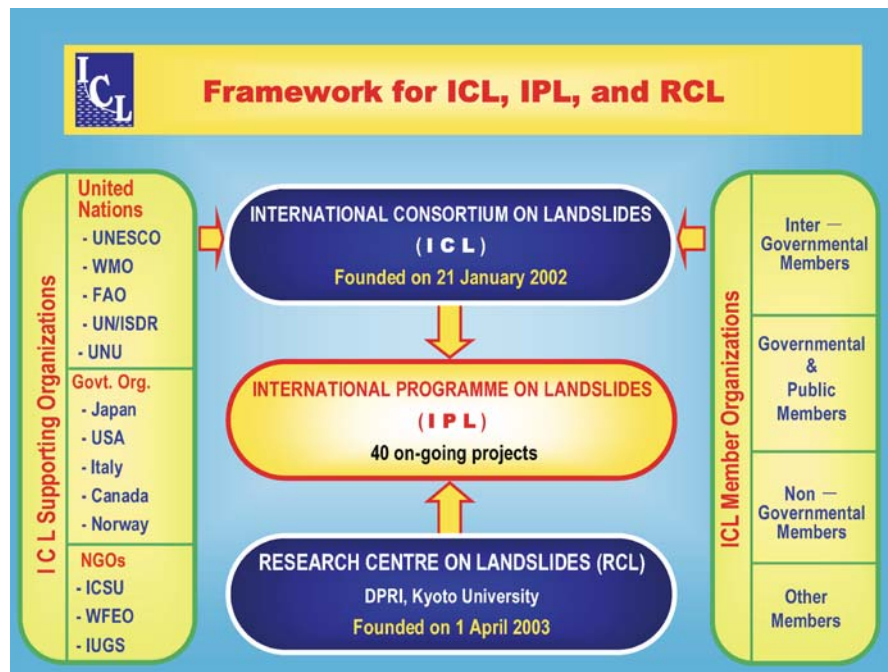 ICL
Framework for ICL, IPL, and RCL
I C L Supporting Organizations
United
Nations
- UNESCO
- WMO
- FAO
- UN/ISDR
- UNU
Govt. Org.
- Japan
- USA
- Italy
- Canada
- Norway
NGOs
- ICSU
- WFEO
- IUGS
INTERNATIONAL CONSORTIUM ON LANDSLIDES
( I C L )
Founded on 21 January 2002
INTERNATIONAL PROGRAMME ON LANDSLIDES
( I P L )
40 on-going projects
RESEARCH CENTRE ON LANDSLIDES (RCL)
DPRI, Kyoto University
Founded on 1 April 2003
ICL Member Organizations
Inter —
Governmental
Members
Governmental
&
Public
Members
Non —
Governmental
Members
Other
Members